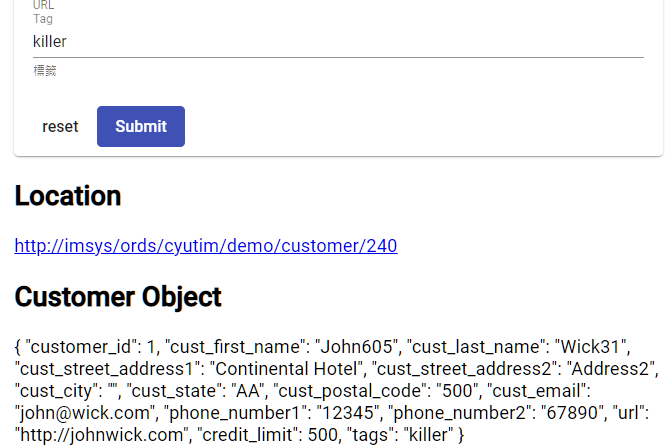 URL
Tag
killer
標籤
reset
Submit
Location
http://imsys/ords/cyutim/demo/customer/240
Customer Object
{ "customer_id": 1, "cust_first_name": "John605", "cust_last_name": "Wick31",
"cust_street_address1": "Continental Hotel", "cust_street_address2": "Address2",
"cust_city": "", "cust_state": "AA", "cust_postal_code": "500", "cust_email":
"john@wick.com", "phone_number1": "12345", "phone_number2": "67890", "url":
"http://johnwick.com", "credit_limit": 500, "tags": "killer" }